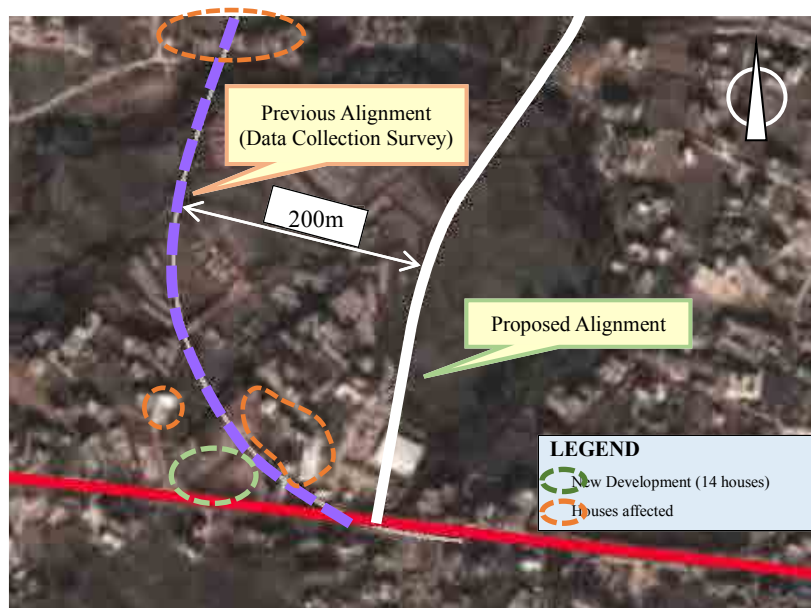 Previous Alignment
(Data Collection Survey)
200m
Proposed Alignment
LEGEND
New Development (14 houses)
Houses affected